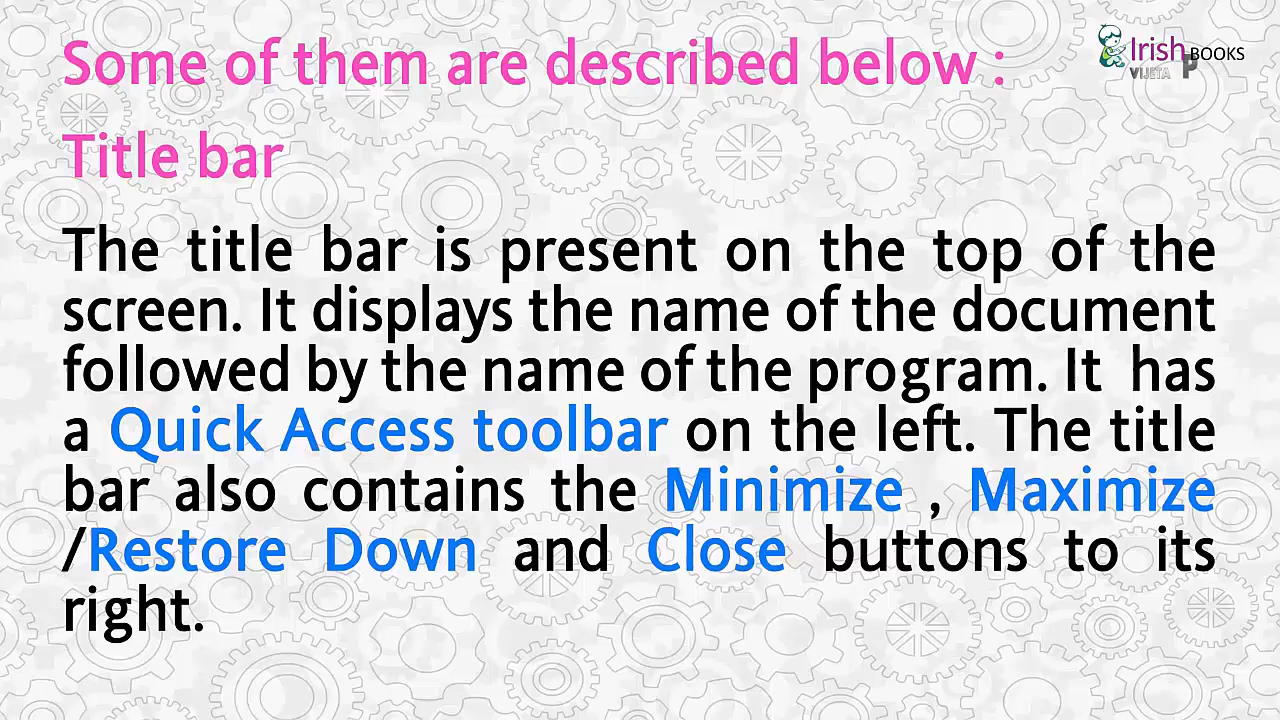 Some of them are described below :
Irish BOOKS
VIJETA P
Title bar
The title bar is present on the top of the
screen. It displays the name of the document
followed by the name of the program. It has
a Quick Access toolbar on the left. The title
bar also contains the Minimize , Maximize
/Restore Down and Close buttons to its
right.